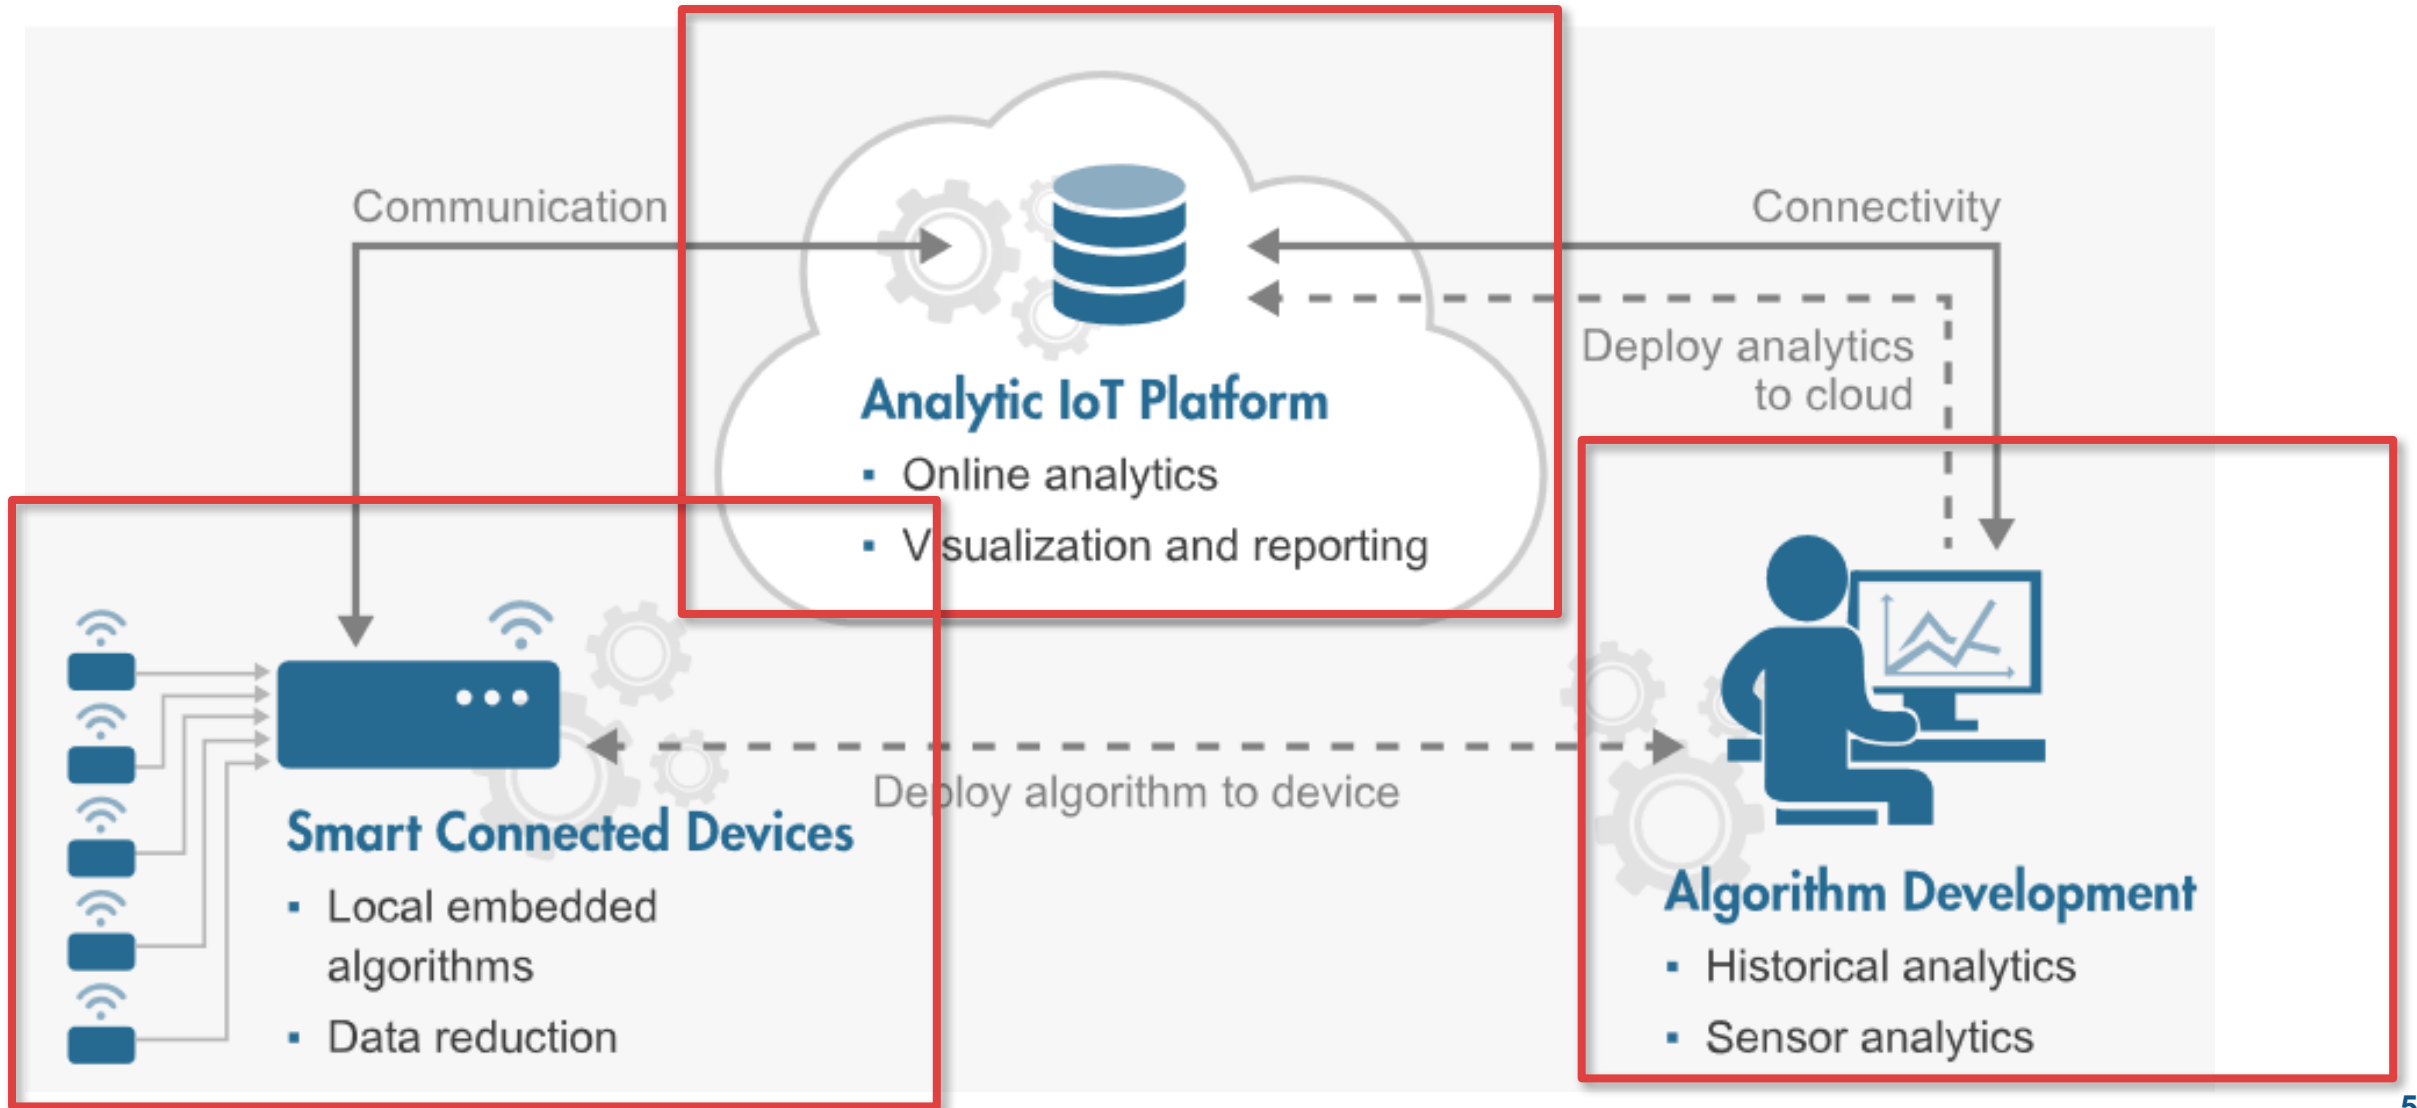 Communication
Connectivity
Deploy analytics
to cloud
Analytic IoT Platform
▪ Online analytics
▪ Visualization and reporting
Deploy algorithm to device
Smart Connected Devices
▪ Local embedded
algorithms
▪ Data reduction
Algorithm Development
▪ Historical analytics
▪ Sensor analytics
5